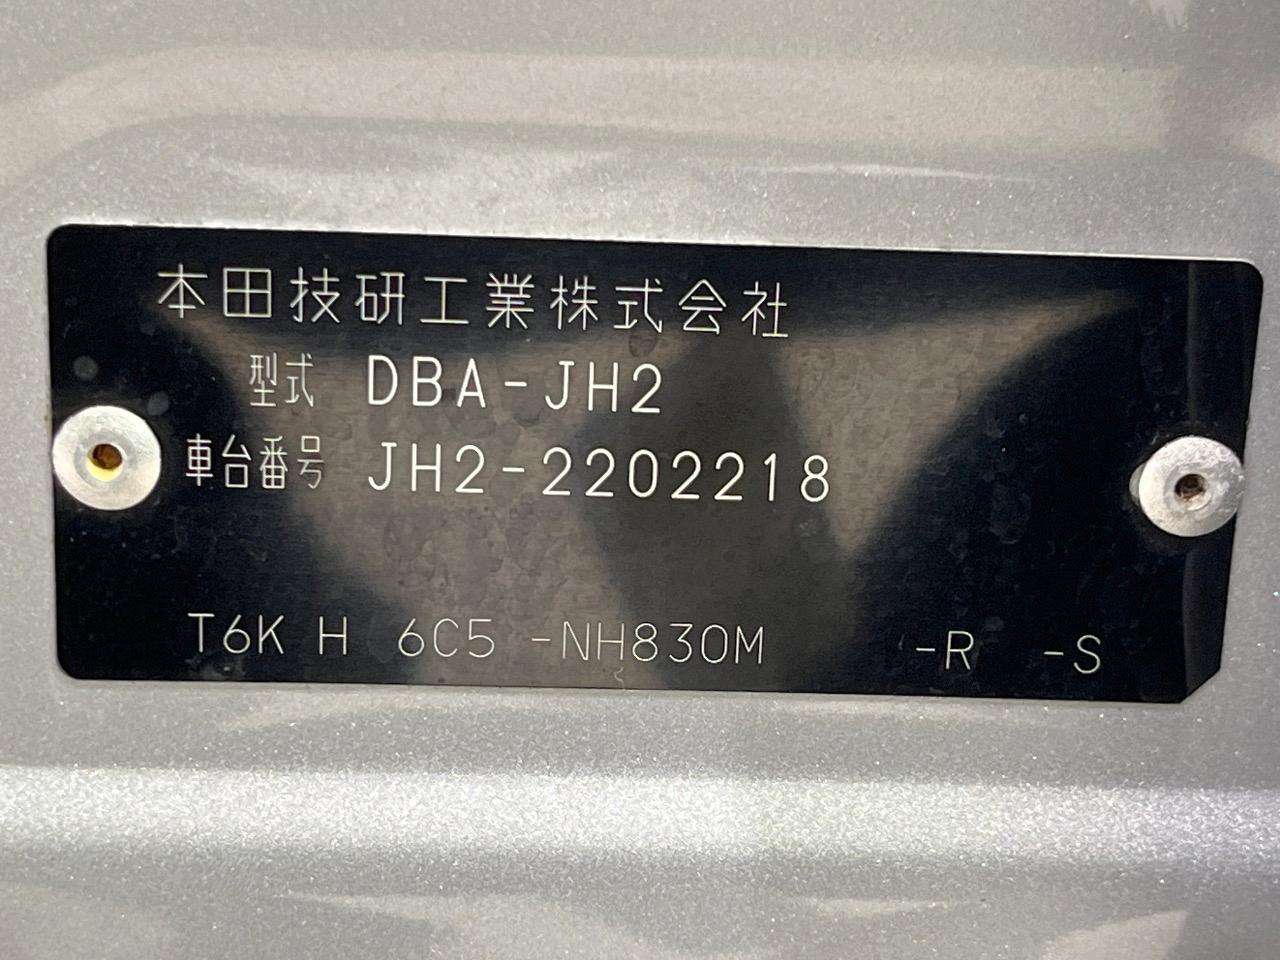 本田技研工業株式会社
型式 DBA-JH2
車台番号 JH2-2202218
T6K H 6C5 -NH830M -R -S